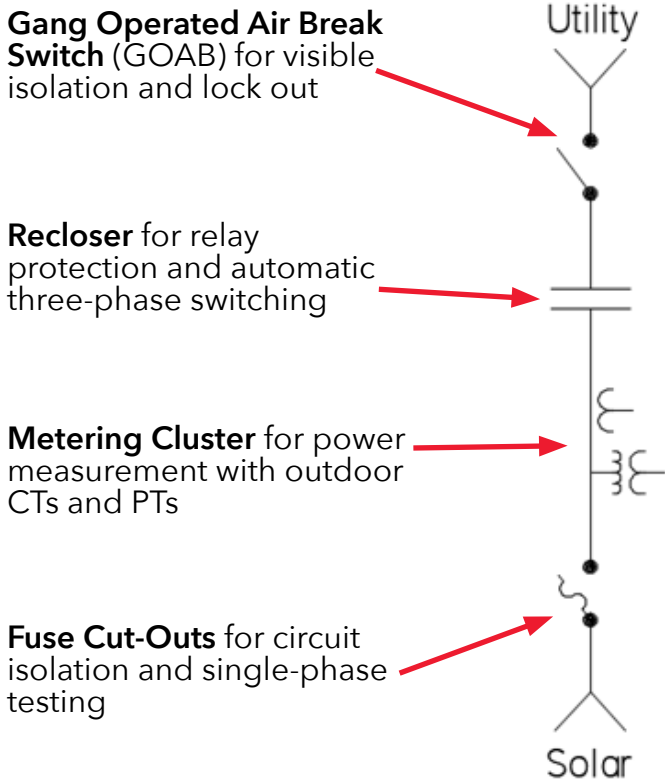 Utility
Gang Operated Air Break
Switch (GOAB) for visible
isolation and lock out
Recloser for relay
protection and automatic
three-phase switching
Metering Cluster for power
measurement with outdoor
CTs and PTs
Fuse Cut-Outs for circuit
isolation and single-phase
testing
Solar